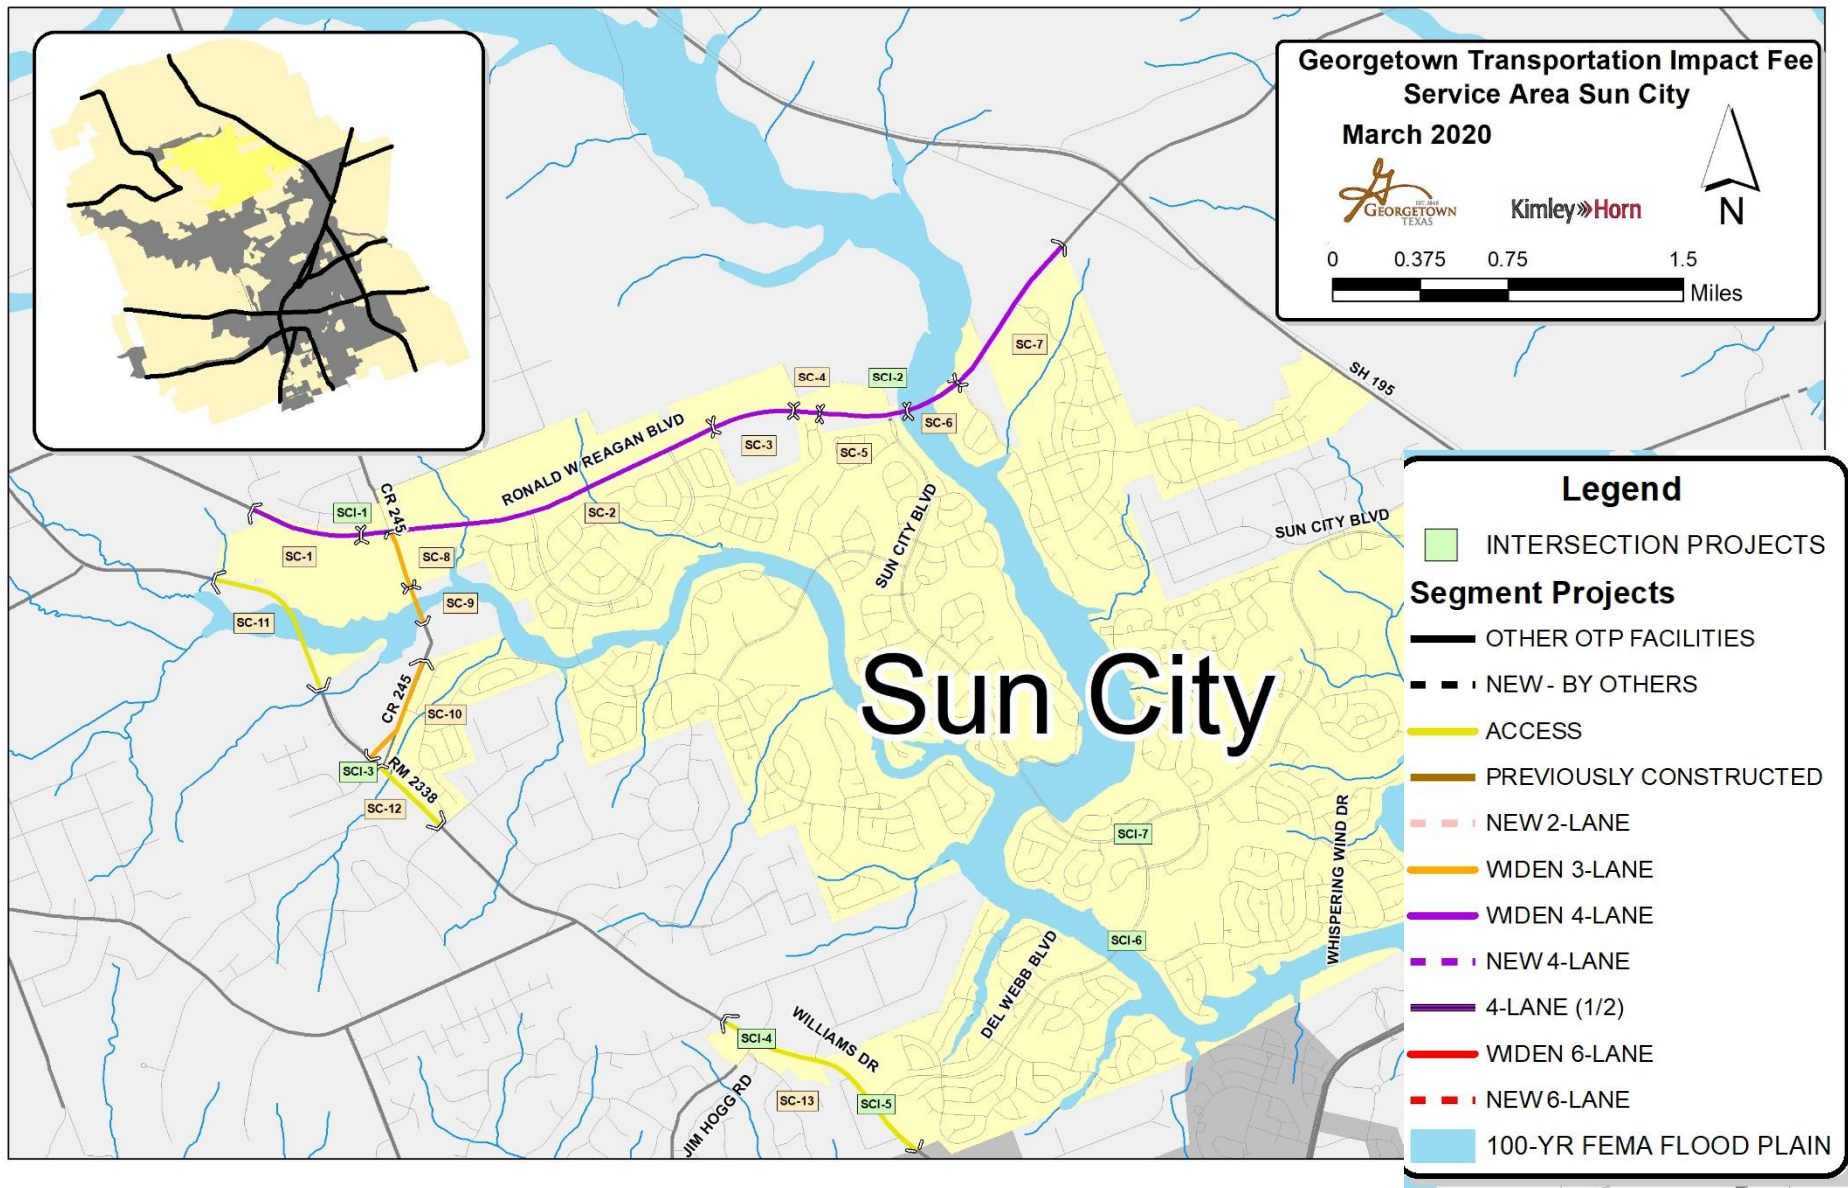 Georgetown Transportation Impact Fee
Service Area Sun City
March 2020
EST. 1848
GEORGETOWN
TEXAS
Kimley»Horn
N
0 0.375 0.75 1.5
Miles
SH 195
SC-7
SC-4
SCI-2
SC-6
SC-3
SC-5
RONALD W REAGAN BLVD
CR 245
SCI-1
SC-2
SUN CITY BLVD
SUN CITY BLVD
SC-1
SC-8
SC-9
SC-11
CR 245
SC-10
Sun City
SCI-3
RM 2338
SC-12
SCI-7
WHISPERING WIND DR
SCI-6
DEL WEBB BLVD
WILLIAMS DR
SCI-4
JIM HOGG RD
SC-13
SCI-5
Legend
INTERSECTION PROJECTS
Segment Projects
OTHER OTP FACILITIES
NEW - BY OTHERS
ACCESS
PREVIOUSLY CONSTRUCTED
NEW 2-LANE
WIDEN 3-LANE
WIDEN 4-LANE
NEW 4-LANE
4-LANE (1/2)
WIDEN 6-LANE
NEW 6-LANE
100-YR FEMA FLOOD PLAIN